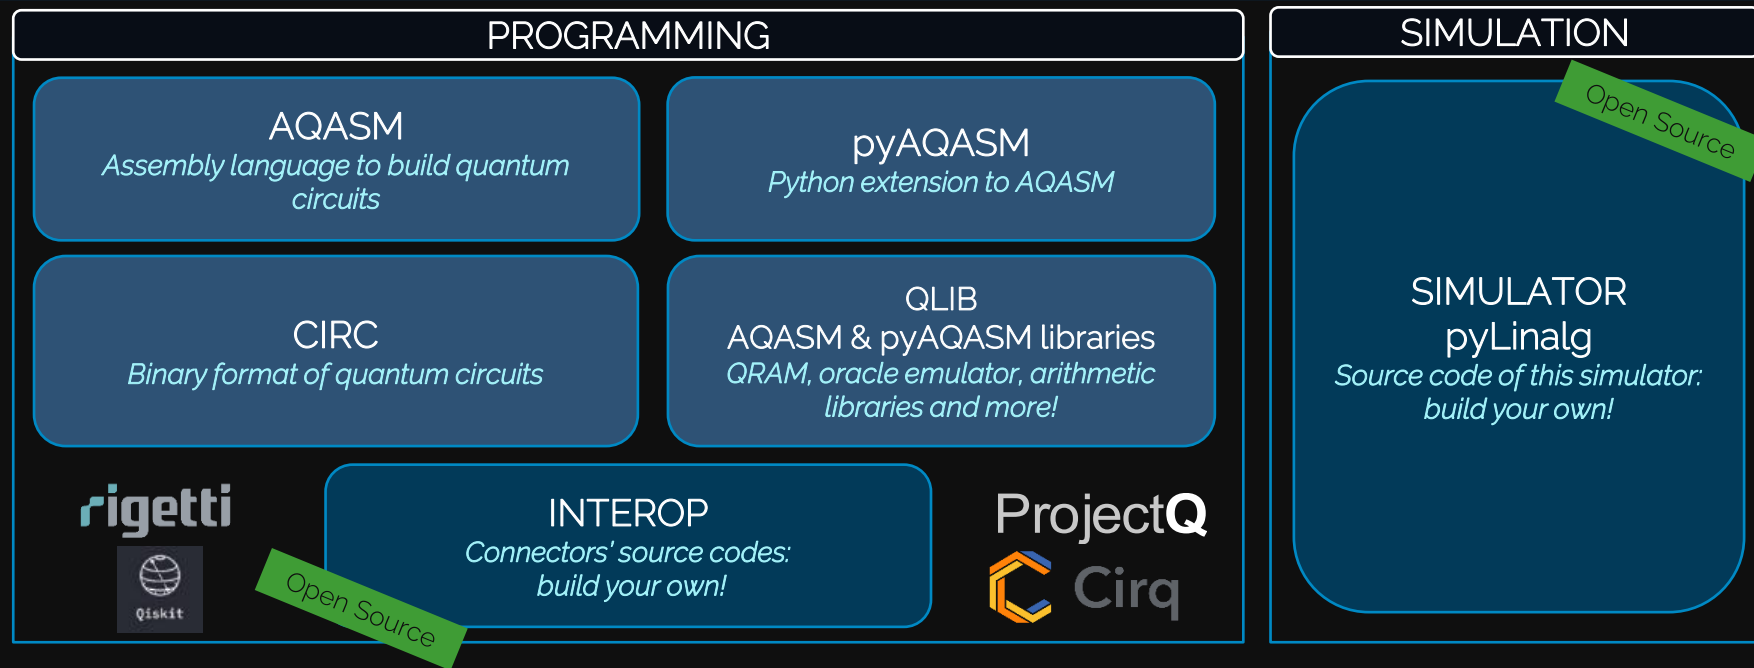 PROGRAMMING
AQASM
Assembly language to build quantum
circuits
pyAQASM
Python extension to AQASM
CIRC
Binary format of quantum circuits
QLIB
AQASM & pyAQASM libraries
QRAM, oracle emulator, arithmetic
libraries and more!
rigetti
Qiskit
INTEROP
Connectors' source codes:
build your own!
Open Source
ProjectQ
Cirq
SIMULATION
Open Source
SIMULATOR
pyLinalg
Source code of this simulator:
build your own!